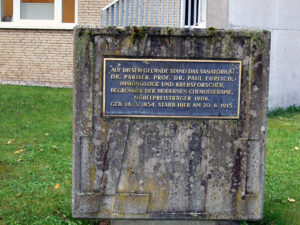 AUF DIESEM GELÄNDE STAND DAS SANATORIUM
DR. PARISER. PROF. DR. PAUL EHRLICH,
IMMUNOLOGE UND KREBSFORSCHER,
BEGRÜNDER DER MODERNEN CHEMOTHERAPIE,
NOBELPREISTRÄGER 1908,
GEB. 14. 3. 1854, STARB HIER AM 20. 8. 1915.